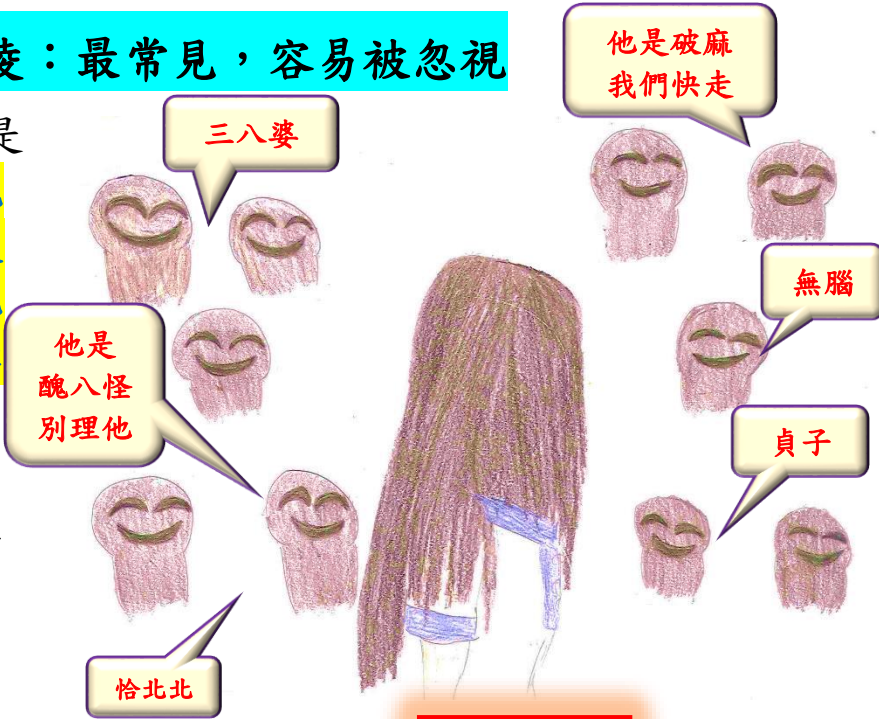 凌：最常見，容易被忽視
是
三八婆
他是破麻
我們快走
無腦
他是
醜八怪
別理他
貞子
恰北北